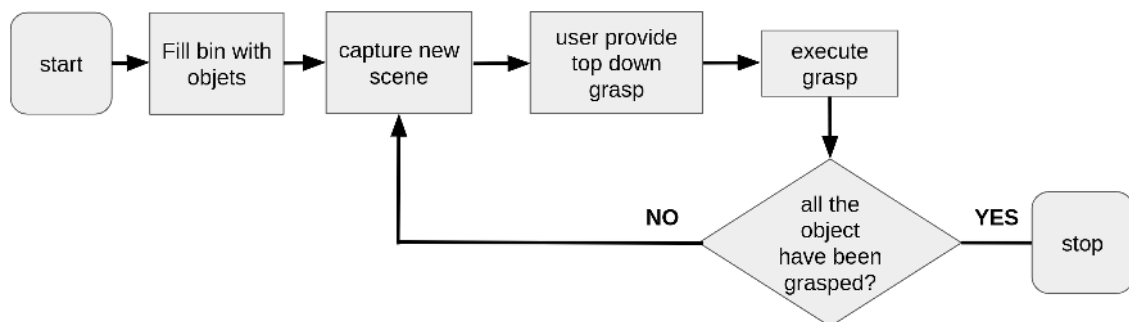 start
Fill bin with
objets
capture new
scene
user provide
top down
grasp
execute
grasp
all the
object
have been
grasped?
NO
YES
stop